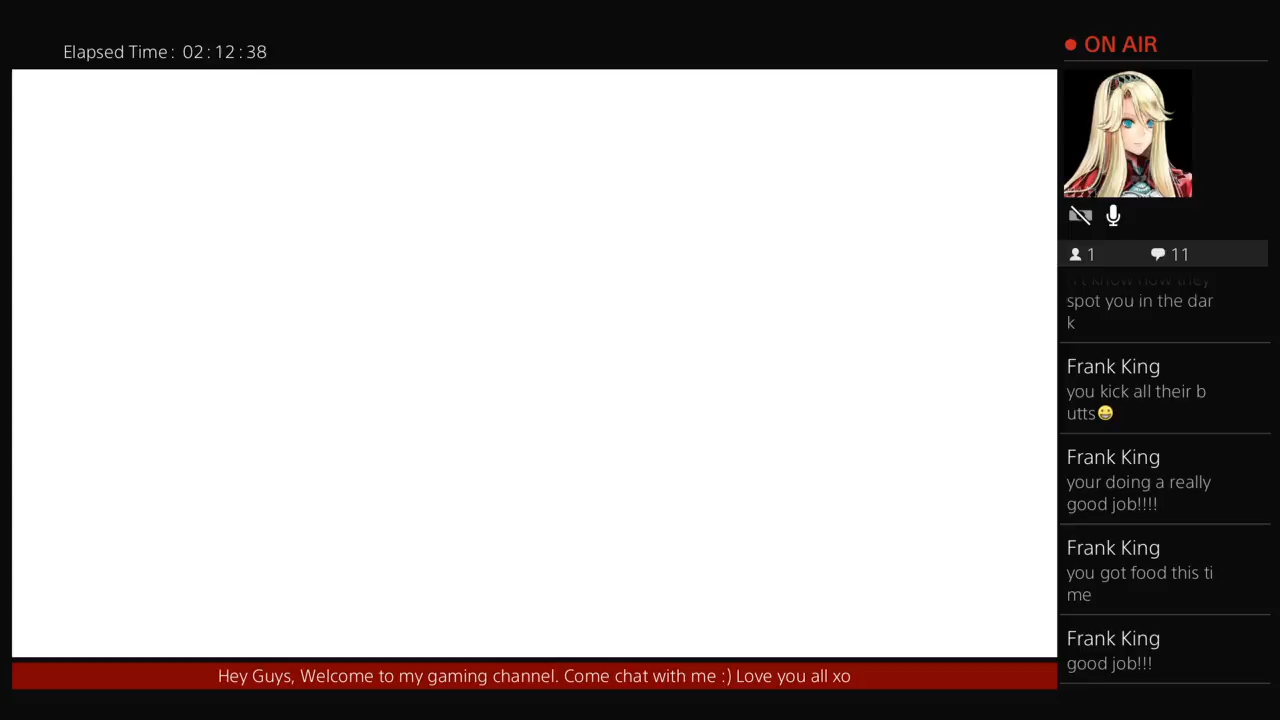 Elapsed Time: 02:12:38
ON AIR
1 11
spot you in the dar
k
Frank King
you kick all their b
utts😀
Frank King
your doing a really
good job!!!!
Frank King
you got food this ti
me
Frank King
good job!!!
Hey Guys, Welcome to my gaming channel. Come chat with me :) Love you all xo